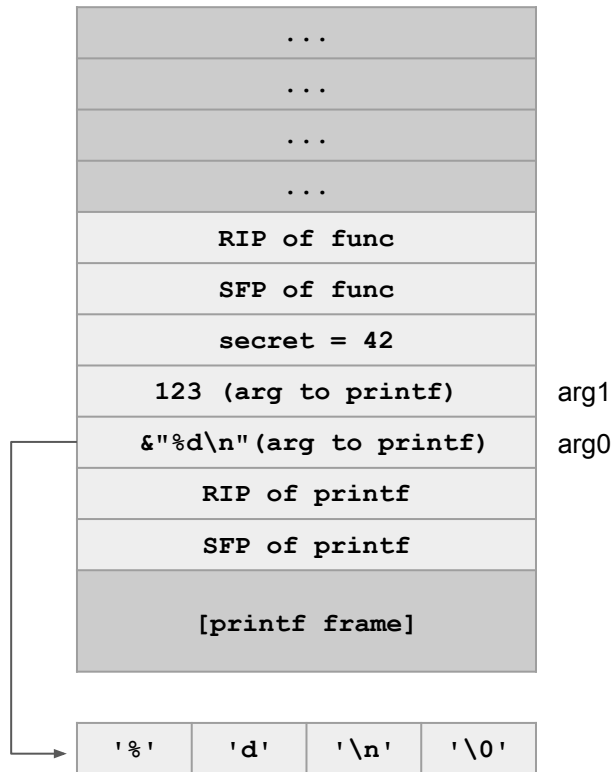 ...
...
...
...
RIP of func
SFP of func
secret = 42
123 (arg to printf) arg1
&"%d\n"(arg to printf) arg0
RIP of printf
SFP of printf
[printf frame]
'%' 'd' '\n' '\0'